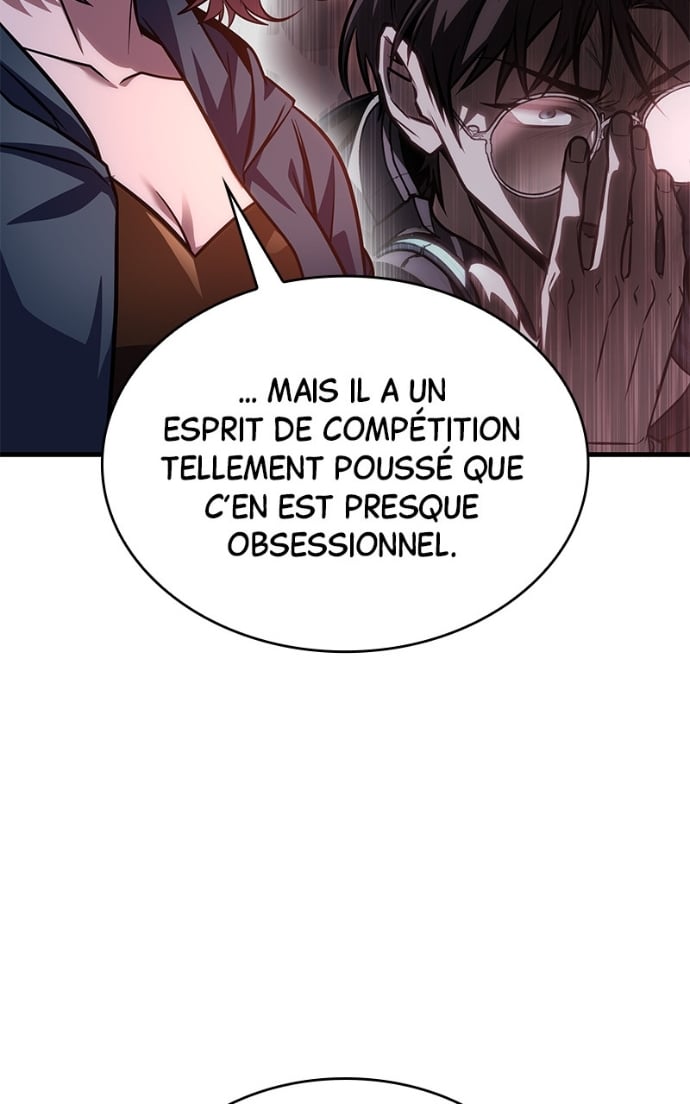 ... MAIS IL A UN
ESPRIT DE COMPÉTITION
TELLEMENT POUSSÉ QUE
C'EN EST PRESQUE
OBSESSIONNEL.